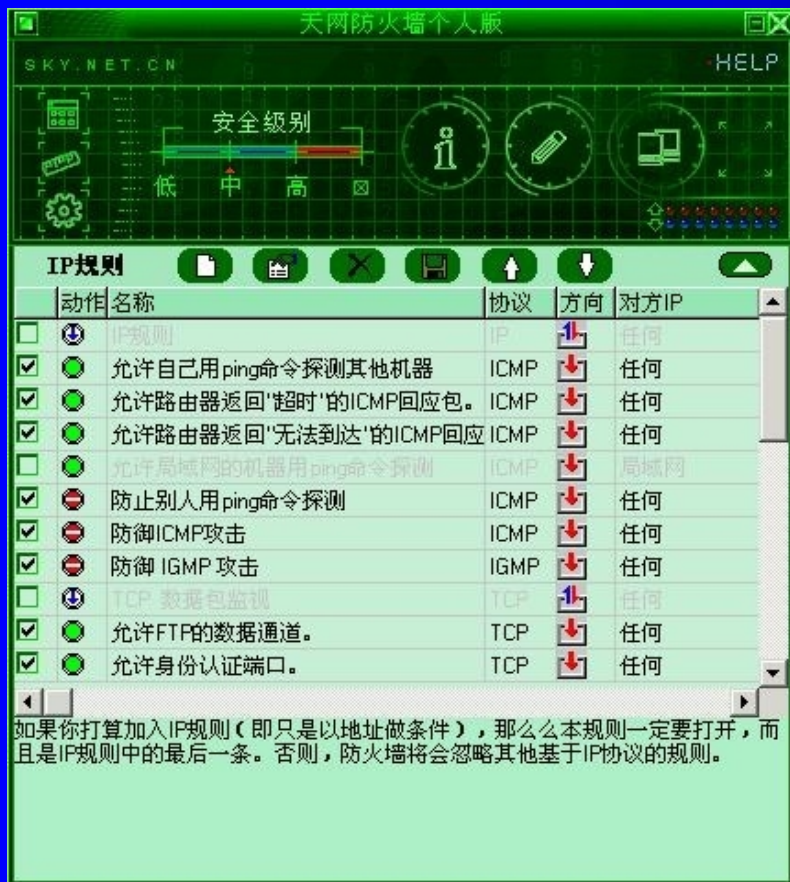 天网防火墙个人版
SKY.NET.CN
HELP
安全级别
低 中 高
IP规则
动作 名称 协议 方向 对方IP
IP规则 IP 任何
允许自己用ping命令探测其他机器 ICMP 任何
允许路由器返回"超时"的ICMP回应包。 ICMP 任何
允许路由器返回"无法到达"的ICMP回应 ICMP 任何
允许局域网的机器用ping命令探测 ICMP 局域网
防止别人用ping命令探测 ICMP 任何
防御ICMP攻击 ICMP 任何
防御 IGMP 攻击 IGMP 任何
TCP 数据包监视 TCP 任何
允许FTP的数据通道。 TCP 任何
允许身份认证端口。 TCP 任何
如果你打算加入IP规则(即只是以地址做条件),那么么本规则一定要打开,而
且是IP规则中的最后一条。否则,防火墙将会忽略其他基于IP协议的规则。